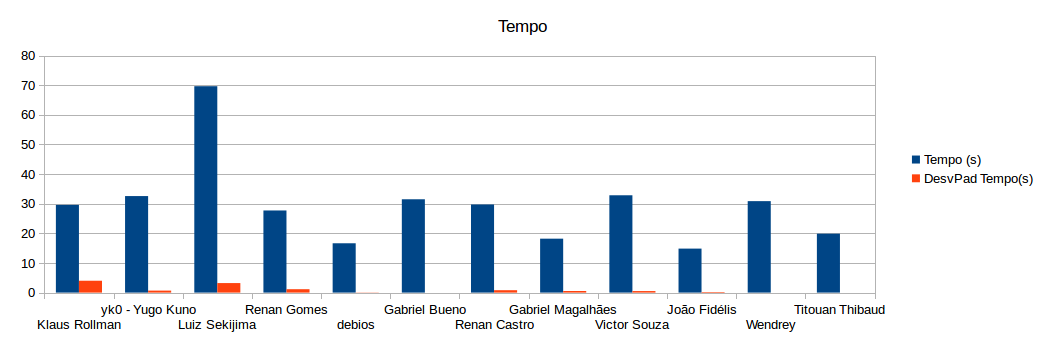 Tempo
80
70
60
50
40
30
20
10
0
Tempo (s)
DesvPad Tempo(s)
yk0 - Yugo Kuno Renan Gomes Gabriel Bueno Gabriel Magalhães João Fidélis Titouan Thibaud
Klaus Rollman Luiz Sekijima debios Renan Castro Victor Souza Wendrey